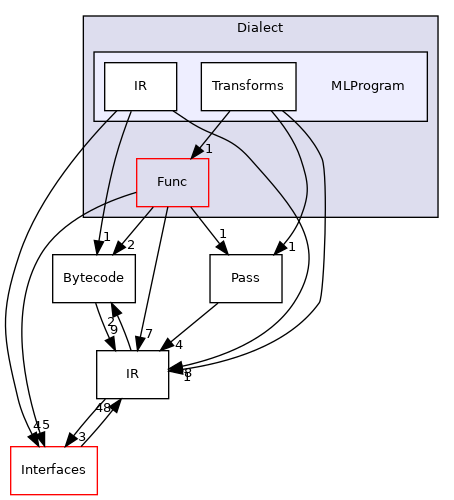 Dialect
IR
Transforms
MLProgram
1
Func
1
2
1
1
Bytecode
Pass
2
9
7
4
IR
8
1
48
4
5
3
Interfaces